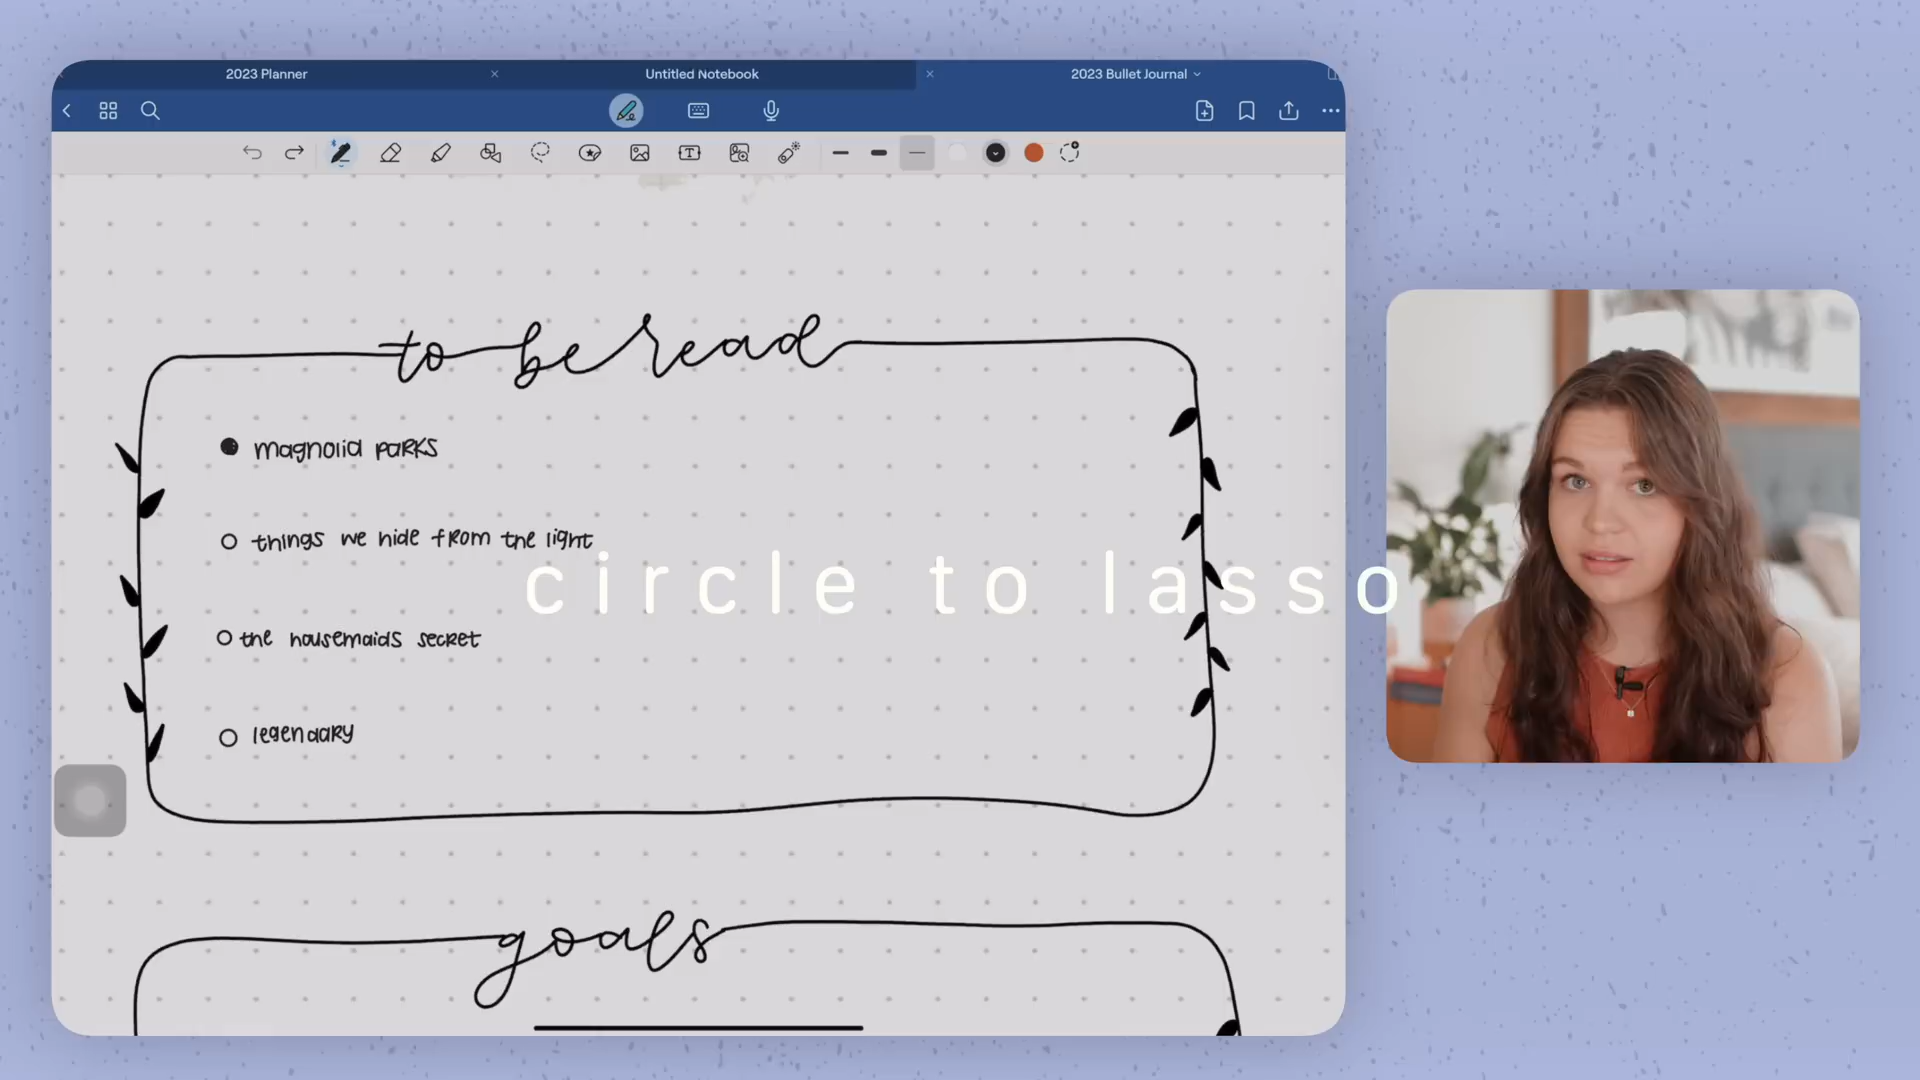 2023 Planner
Untitled Notebook
2023 Bullet Journal
to be read
magnolia parks
things we hide from the light
circle to lasso
the housemaids secret
legendary
goals